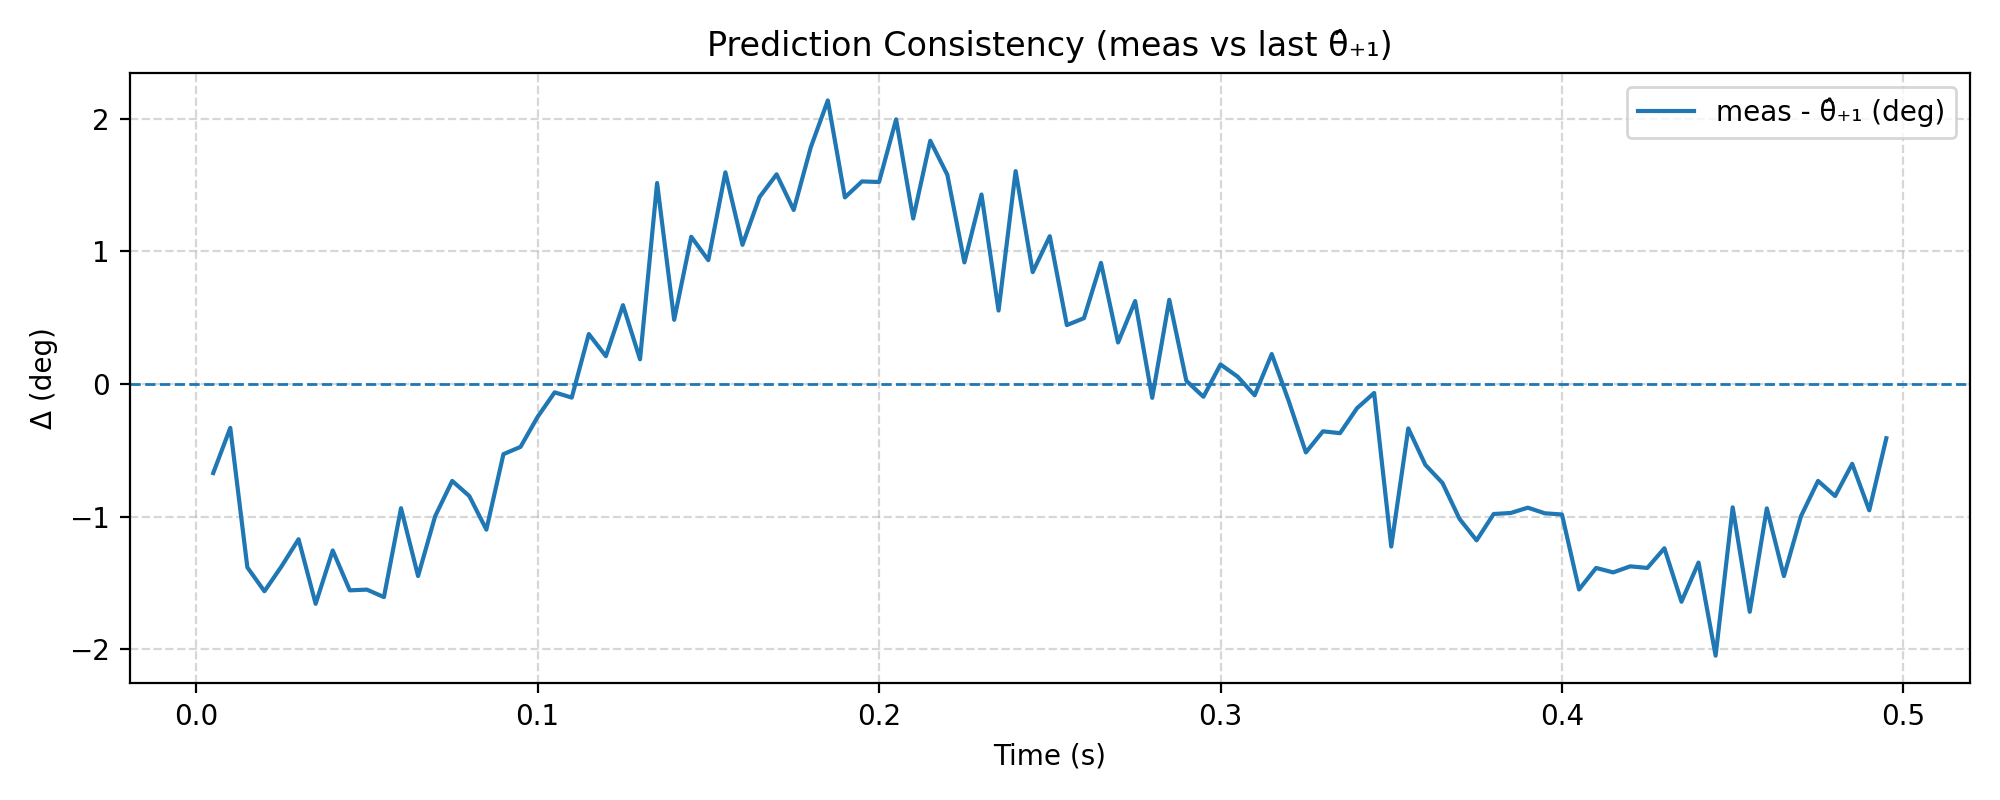 Prediction Consistency (meas vs last θ̂₊₁)
meas - θ̂₊₁ (deg)
Δ (deg)
2
1
0
−1
−2
0.0 0.1 0.2 0.3 0.4 0.5
Time (s)